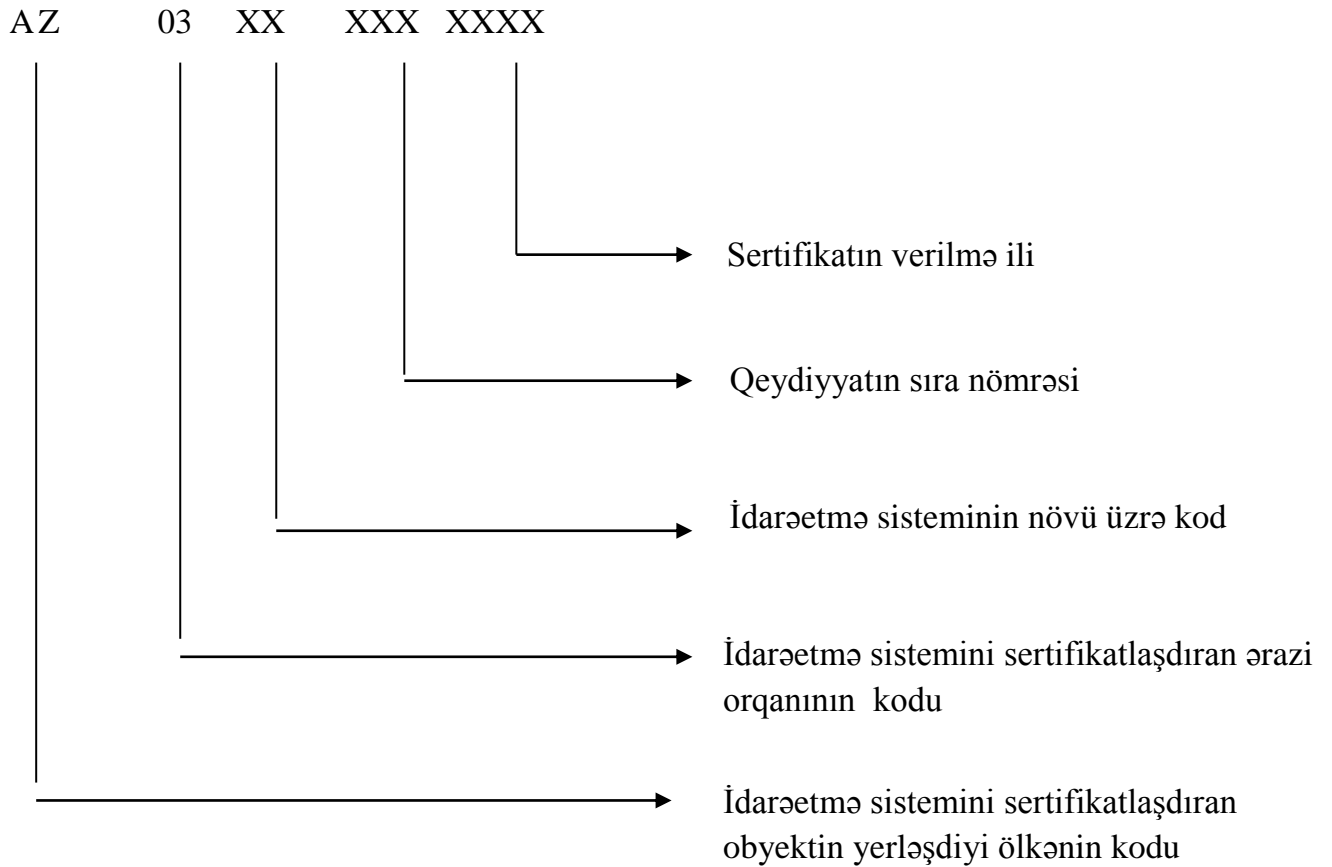 AZ 03 XX XXX XXXX
Sertifikatın verilmə ili
Qeydiyyatın sıra nömrəsi
İdarəetmə sisteminin növü üzrə kod
İdarəetmə sistemini sertifikatlaşdıran ərazi
orqanının kodu
İdarəetmə sistemini sertifikatlaşdıran
obyektin yerləşdiyi ölkənin kodu